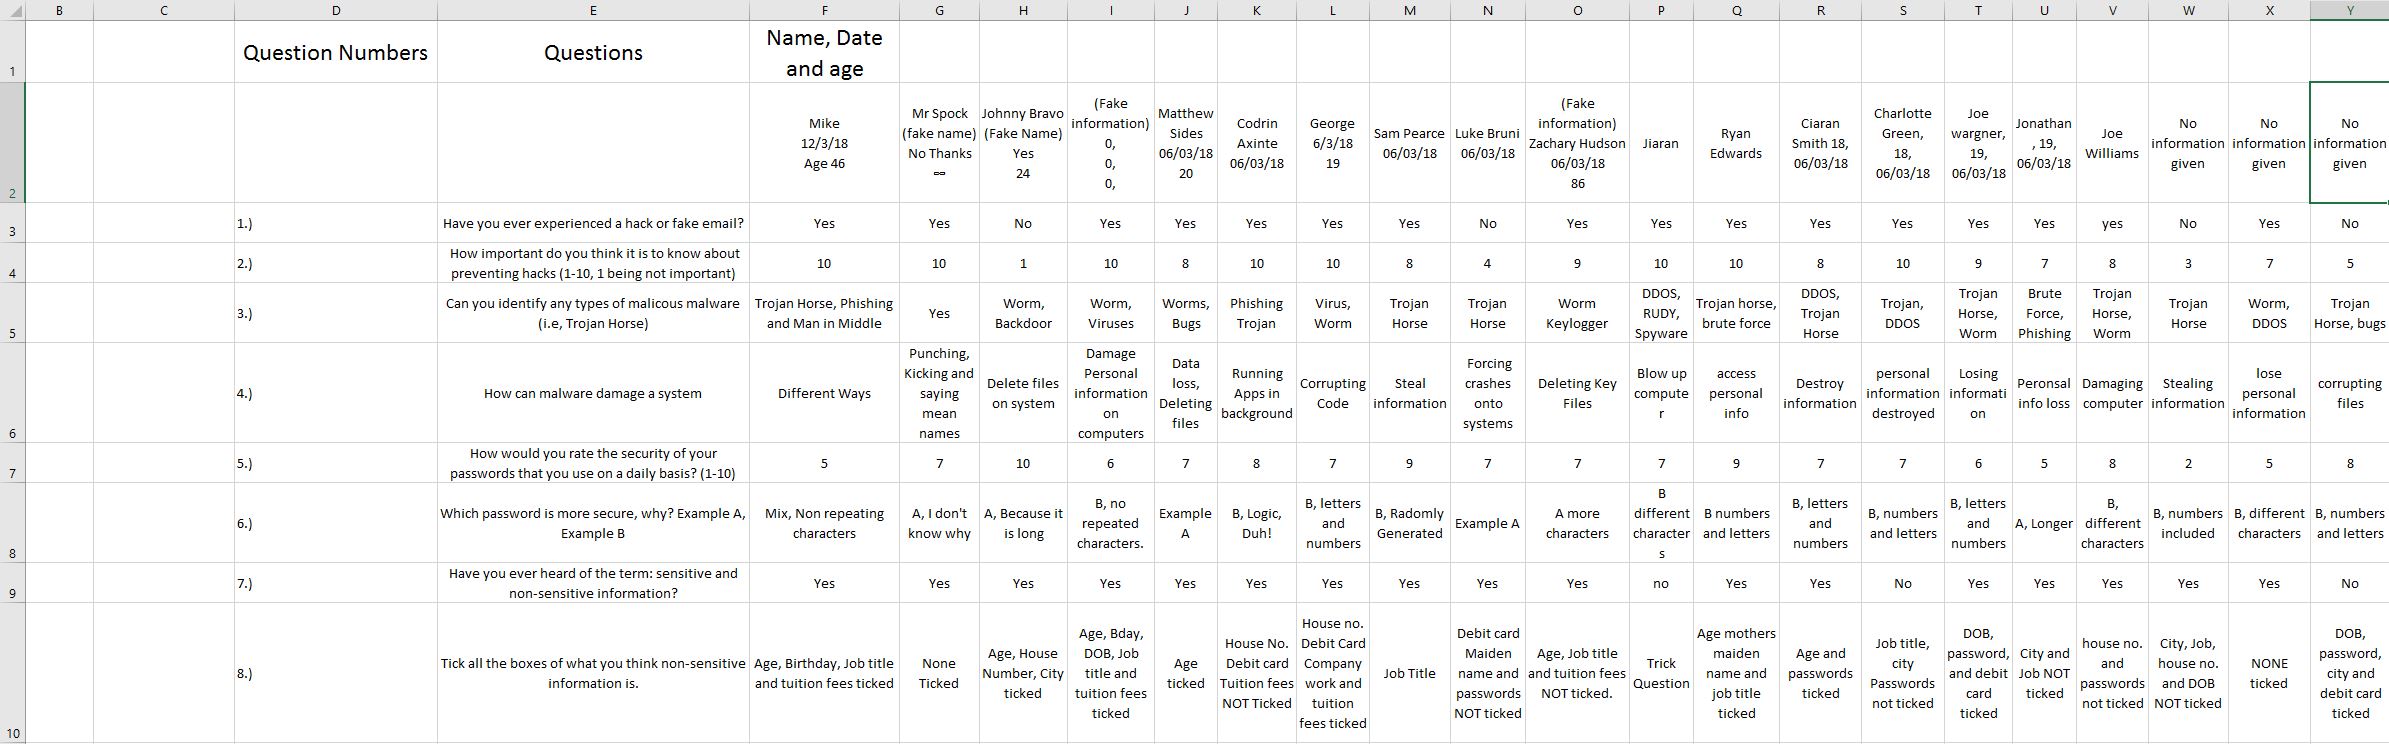 B C D E F G H I J K L M N O P Q R S T U V W X Y
1 Question Numbers Questions Name, Date
and age
2 Mike
12/3/18
Age 46
Mr Spock
(fake name)
No Thanks
∞
Johnny Bravo
(Fake Name)
Yes
24
(Fake
information)
0,
0,
0,
Matthew
Sides
06/03/18
20
Codrin
Axinte
06/03/18
George
6/3/18
19
Sam Pearce
06/03/18
Luke Bruni
06/03/18
(Fake
information)
Zachary Hudson
06/03/18
86
Jiaran
Ryan
Edwards
Ciaran
Smith 18,
06/03/18
Charlotte
Green,
18,
06/03/18
Joe
wargner,
19,
06/03/18
Jonathan
, 19,
06/03/18
Joe
Williams
No
information
given
No
information
given
No
information
given
3 1.) Have you ever experienced a hack or fake email? Yes Yes No Yes Yes Yes Yes Yes No Yes Yes Yes Yes Yes Yes Yes yes No Yes No
4 2.) How important do you think it is to know about
preventing hacks (1-10, 1 being not important)
10 10 1 10 8 10 10 8 4 9 10 10 8 10 9 7 8 3 7 5
5 3.) Can you identify any types of malicous malware
(i.e, Trojan Horse)
Trojan Horse, Phishing
and Man in Middle
Yes
Worm,
Backdoor
Worm,
Viruses
Worms,
Bugs
Phishing
Trojan
Virus,
Worm
Trojan
Horse
Trojan
Horse
Worm
Keylogger
DDOS,
RUDY,
Spyware
Trojan horse,
brute force
DDOS,
Trojan
Horse
Trojan,
DDOS
Trojan
Horse,
Worm
Brute
Force,
Phishing
Trojan
Horse,
Worm
Trojan
Horse
Worm,
DDOS
Trojan
Horse, bugs
6 4.) How can malware damage a system
Different Ways
Punching,
Kicking and
saying
mean
names
Delete files
on system
Damage
Personal
information
on
computers
Data
loss,
Deleting
files
Running
Apps in
background
Corrupting
Code
Steal
information
Forcing
crashes
onto
systems
Deleting Key
Files
Blow up
compute
r
access
personal
info
Destroy
information
personal
information
destroyed
Losing
informati
on
Peronsal
info loss
Damaging
computer
Stealing
information
lose
personal
information
corrupting
files
7 5.) How would you rate the security of your
passwords that you use on a daily basis? (1-10)
5 7 10 6 7 8 7 9 7 7 7 9 7 7 6 5 8 2 5 8
8 6.) Which password is more secure, why? Example A,
Example B
Mix, Non repeating
characters
A, I don't
know why
A, Because it
is long
B, no
repeated
characters.
Example
A
B, Logic,
Duh!
B, letters
and
numbers
B, Radomly
Generated
Example A
A more
characters
B
different
character
s
B numbers
and letters
B, letters
and
numbers
B, numbers
and letters
B, letters
and
numbers
A, Longer
B,
different
characters
B, numbers
included
B, different
characters
B, numbers
and letters
9 7.) Have you ever heard of the term: sensitive and
non-sensitive information?
Yes Yes Yes Yes Yes Yes Yes Yes Yes Yes no Yes Yes No Yes Yes Yes Yes Yes No
10 8.) Tick all the boxes of what you think non-sensitive
information is.
Age, Birthday, Job title
and tuition fees ticked
None
Ticked
Age, House
Number, City
ticked
Age, Bday,
DOB, Job
title and
tuition fees
ticked
Age
ticked
House No.
Debit card
Tuition fees
NOT Ticked
House no.
Debit Card
Company
work and
tuition
fees ticked
Job Title
Debit card
Maiden
name and
passwords
NOT ticked
Age, Job title
and tuition fees
NOT ticked.
Trick
Question
Age mothers
maiden
name and
job title
ticked
Age and
passwords
ticked
Job title,
city
Passwords
not ticked
DOB,
password,
and debit
card
ticked
City and
Job NOT
ticked
house no.
and
passwords
not ticked
City, Job,
house no.
and DOB
NOT ticked
NONE
ticked
DOB,
password,
city and
debit card
ticked